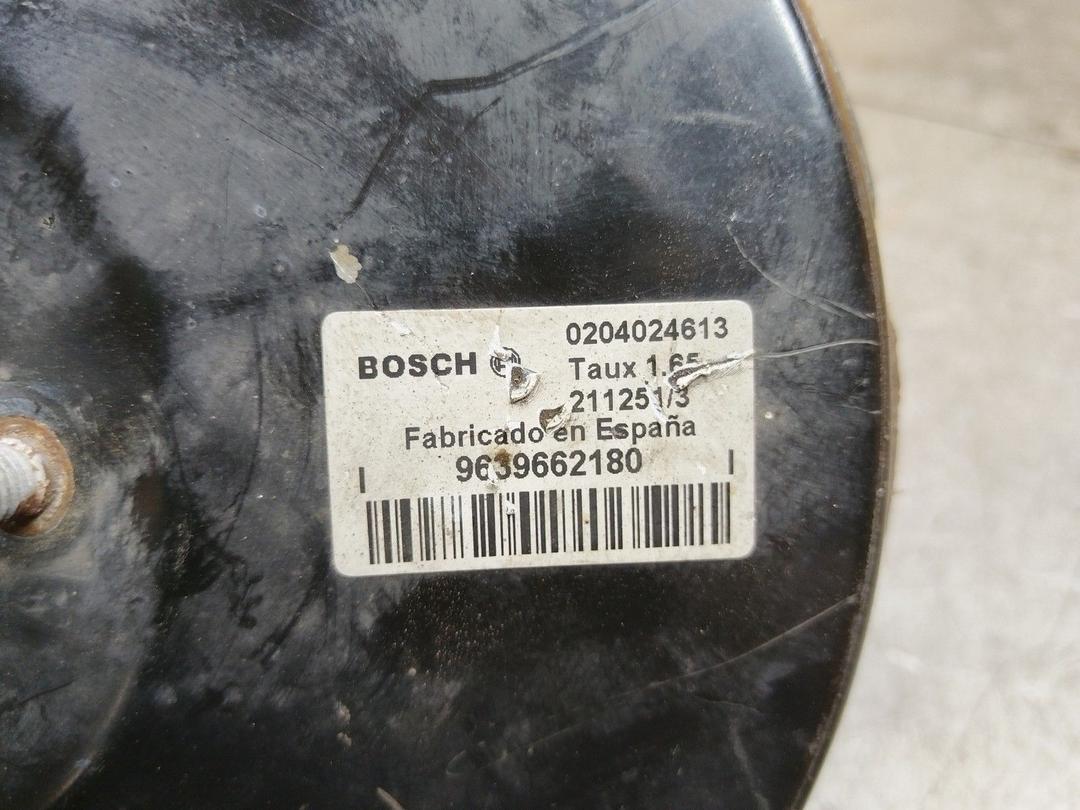 0204024613
BOSCH
Taux 1.65
211251/3
Fabricado en España
9639662180